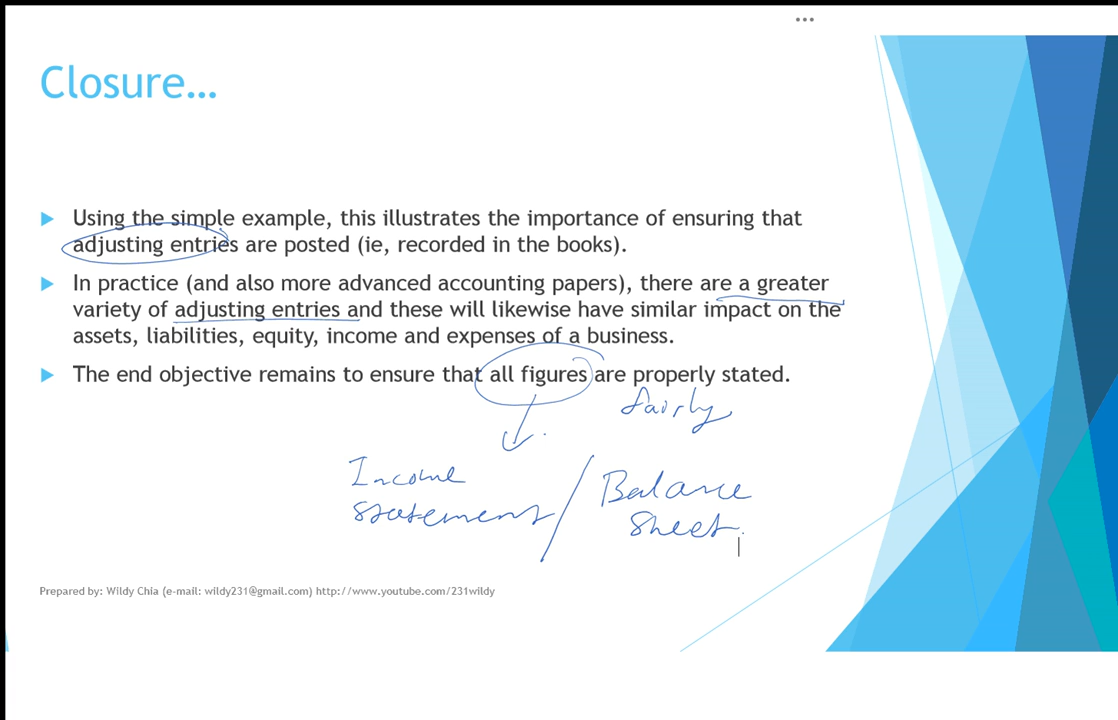 Closure...
Using the simple example, this illustrates the importance of ensuring that
adjusting entries are posted (ie, recorded in the books).
In practice (and also more advanced accounting papers), there are a greater
variety of adjusting entries and these will likewise have similar impact on the
assets, liabilities, equity, income and expenses of a business.
The end objective remains to ensure that all figures are properly stated.
fairly
Income
statement / Balance
sheet.
Prepared by: Wildy Chia (e-mail: wildy231@gmail.com) http://www.youtube.com/231wildy